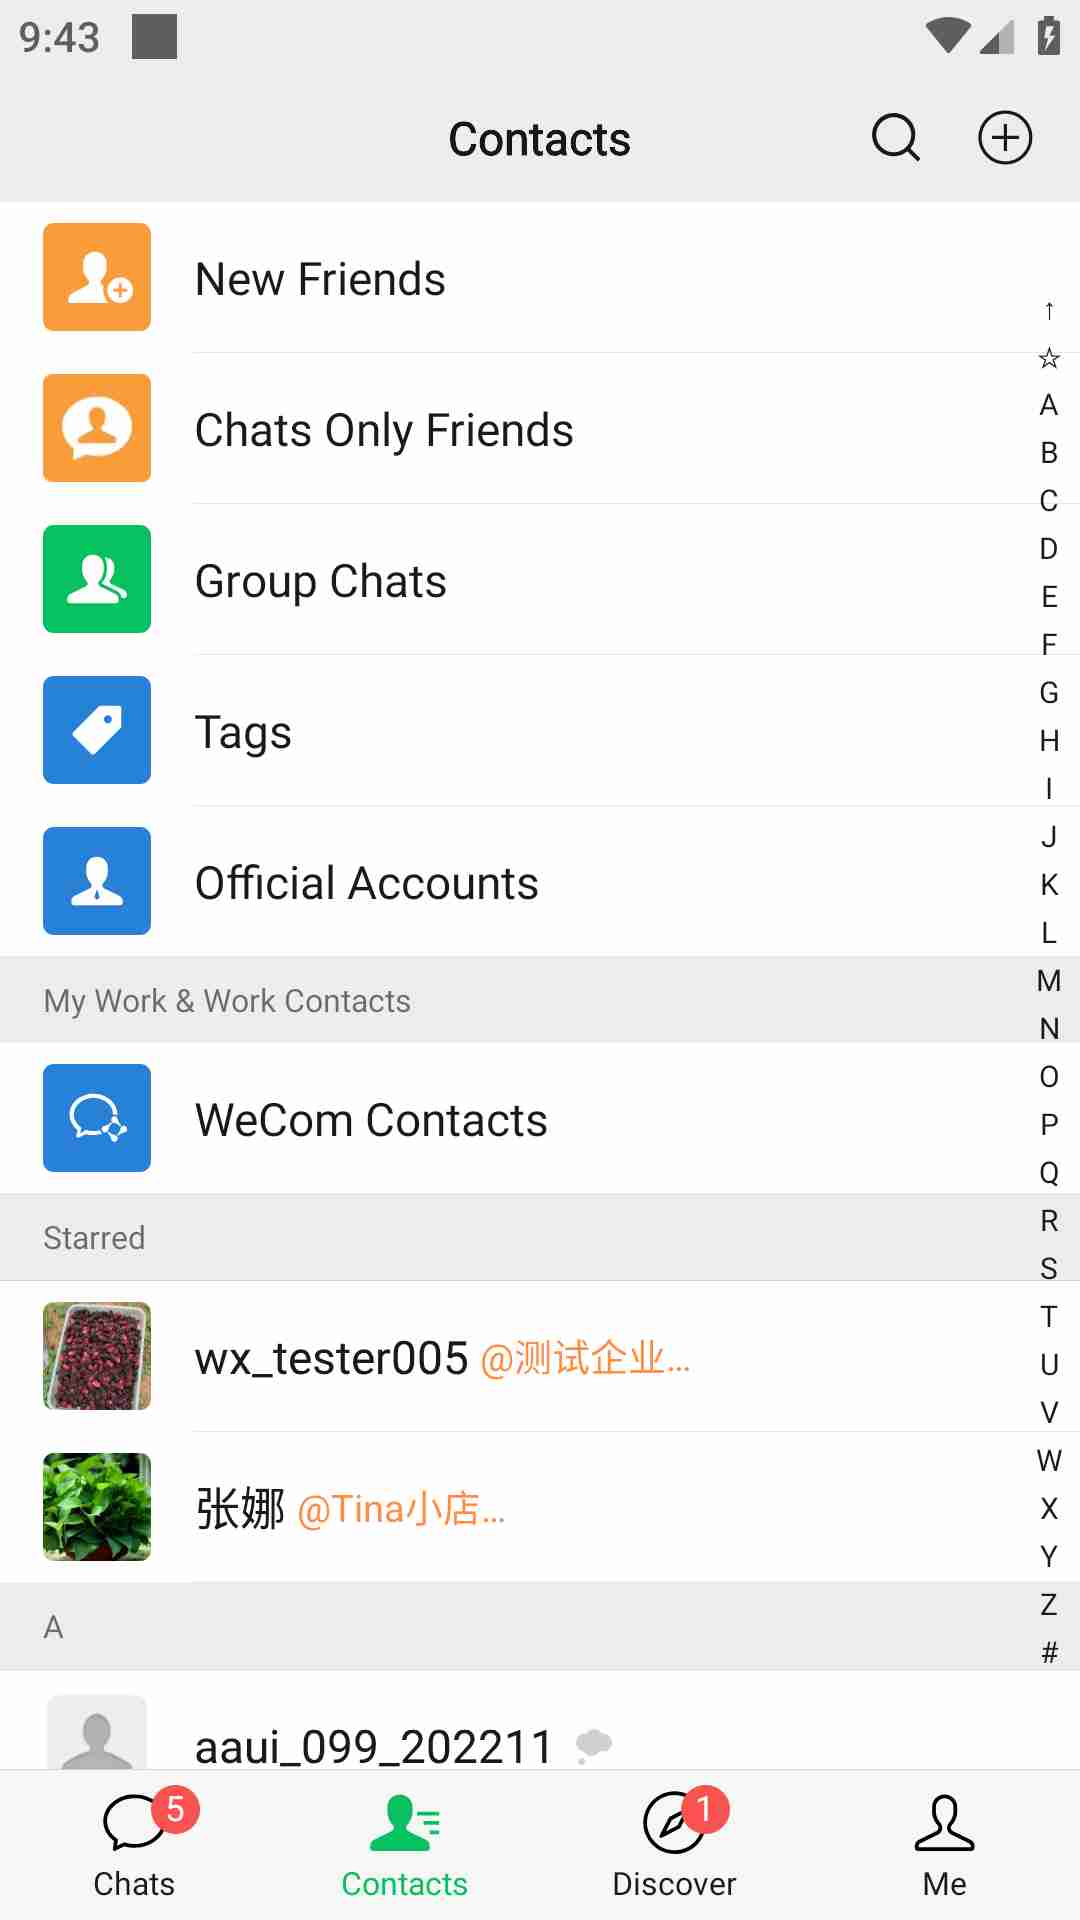 9:43
Contacts
New Friends
Chats Only Friends
Group Chats
Tags
Official Accounts
My Work & Work Contacts
WeCom Contacts
Starred
wx_tester005 @测试企业...
张娜 @Tina小店...
A
aaui_099_202211
↑
☆
A
B
C
D
E
F
G
H
I
J
K
L
M
N
O
P
Q
R
S
T
U
V
W
X
Y
Z
#
5
1
Chats
Contacts
Discover
Me